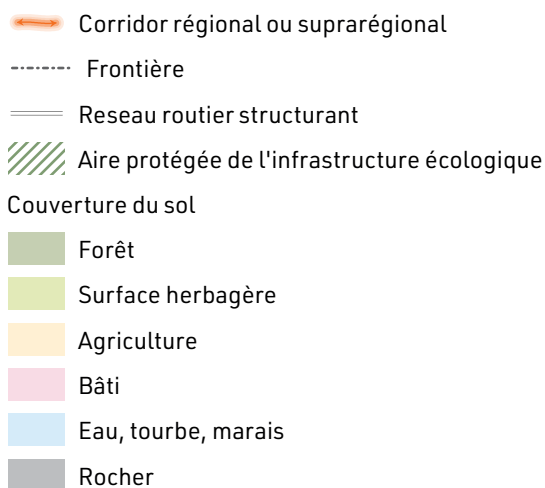 Corridor régional ou suprarégional
Frontière
Reseau routier structurant
Aire protégée de l'infrastructure écologique
Couverture du sol
Forêt
Surface herbagère
Agriculture
Bâti
Eau, tourbe, marais
Rocher